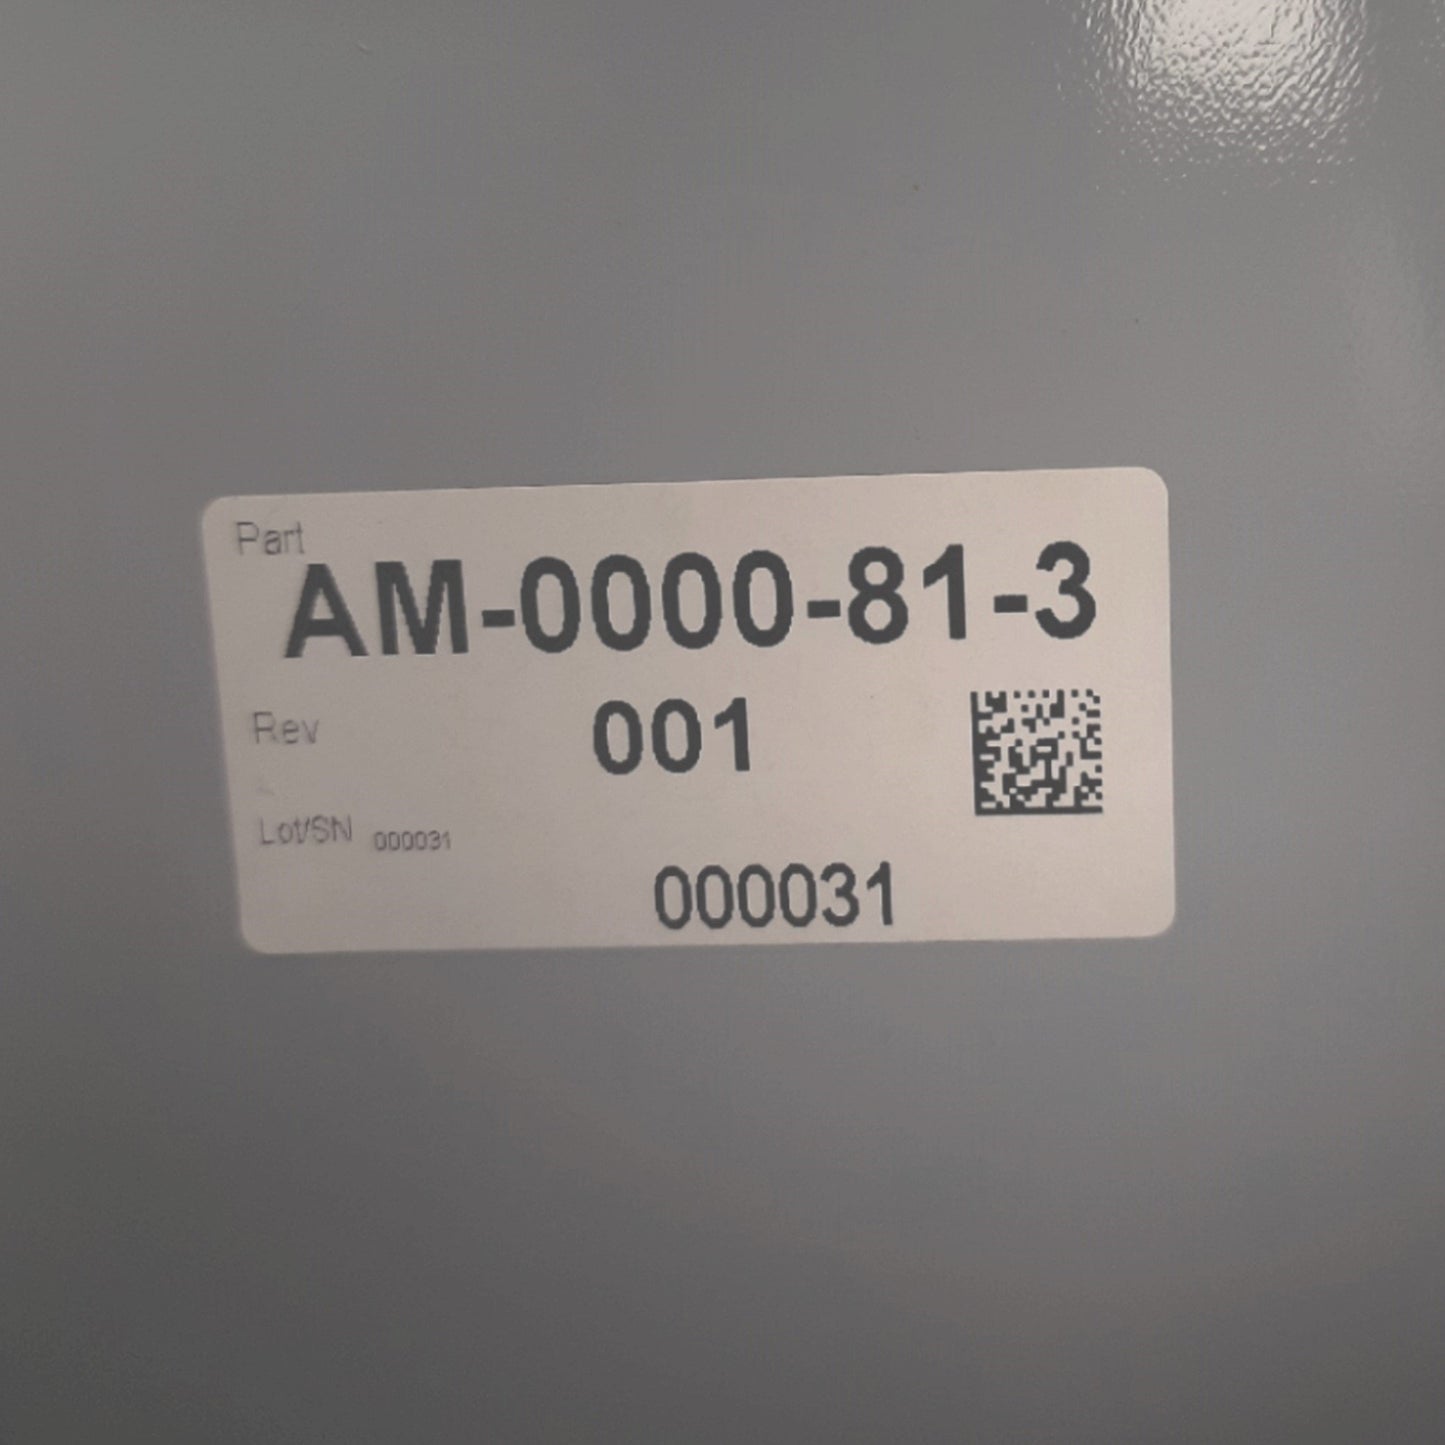 Part
AM-0000-81-3
Rev 001
Lot/SN 000031
000031